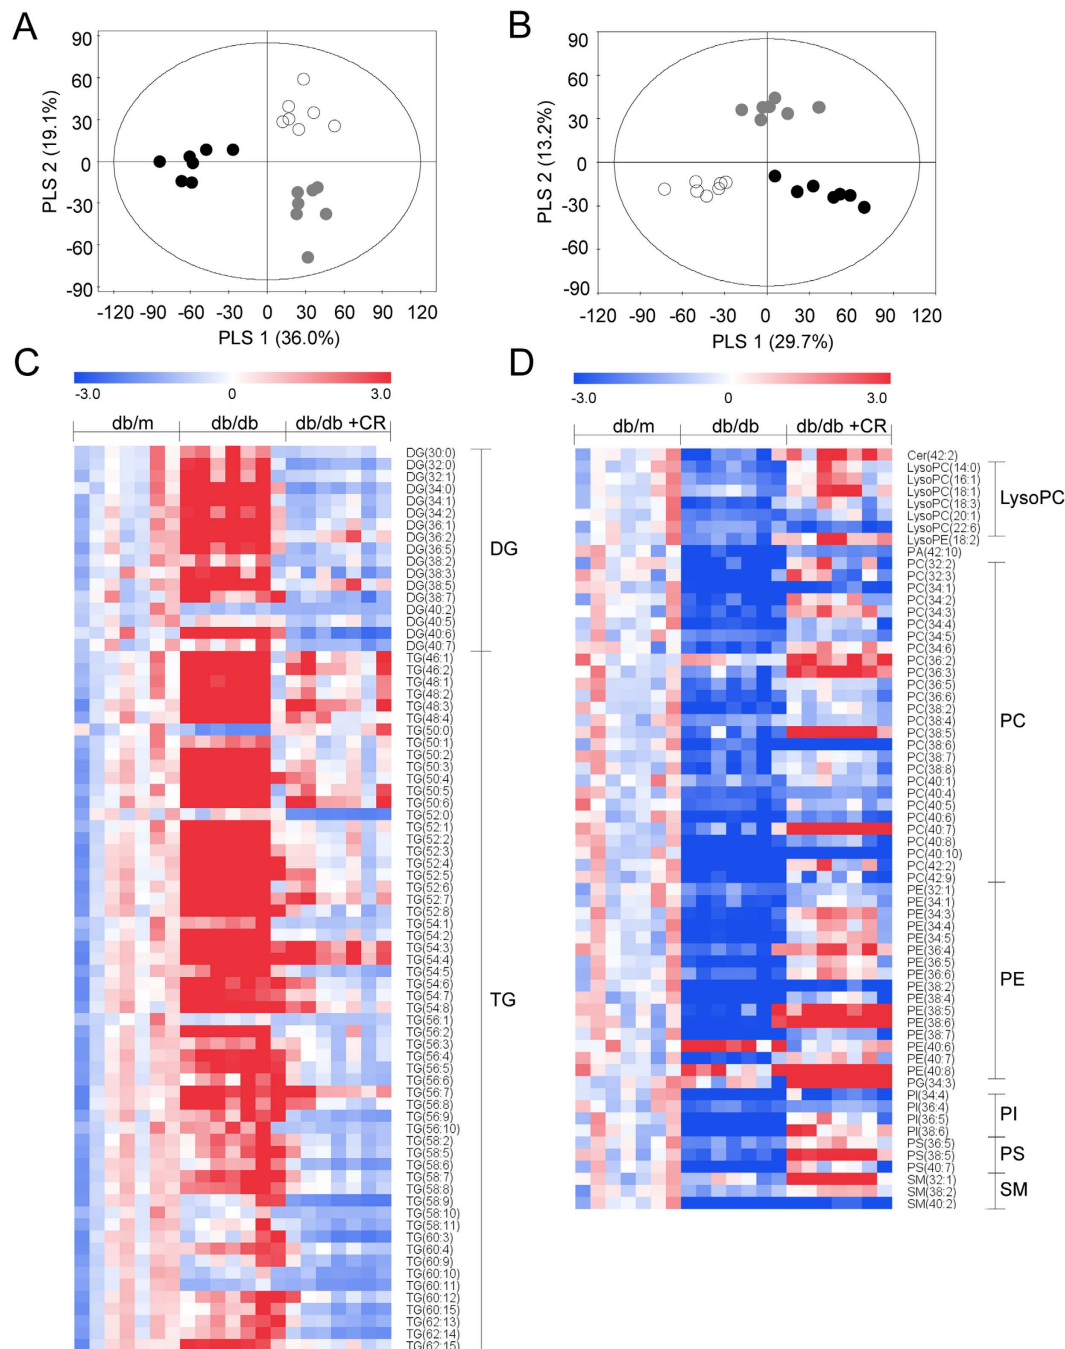 A
90
60
30
0
-30
-60
-90
PLS 2 (19.1%)
-120 -90 -60 -30 0 30 60 90 120
PLS 1 (36.0%)
B
90
60
30
0
-30
-60
-90
PLS 2 (13.2%)
-120 -90 -60 -30 0 30 60 90 120
PLS 1 (29.7%)
C
-3.0 0 3.0
db/m db/db db/db +CR
DG(30:0)
DG(32:0)
DG(32:1)
DG(34:0)
DG(34:1)
DG(34:2)
DG(36:1)
DG(36:2)
DG(36:5)
DG(38:2)
DG(38:3)
DG(38:5)
DG(38:7)
DG(40:2)
DG(40:5)
DG(40:6)
DG(40:7)
DG
TG(46:1)
TG(46:2)
TG(48:1)
TG(48:2)
TG(48:3)
TG(48:4)
TG(50:0)
TG(50:1)
TG(50:2)
TG(50:3)
TG(50:4)
TG(50:5)
TG(50:6)
TG(52:0)
TG(52:1)
TG(52:2)
TG(52:3)
TG(52:4)
TG(52:5)
TG(52:6)
TG(52:7)
TG(52:8)
TG(54:1)
TG(54:2)
TG(54:3)
TG(54:4)
TG(54:5)
TG(54:6)
TG(54:7)
TG(54:8)
TG(56:1)
TG(56:2)
TG(56:3)
TG(56:4)
TG(56:5)
TG(56:6)
TG(56:7)
TG(56:8)
TG(56:9)
TG(56:10)
TG(58:2)
TG(58:5)
TG(58:6)
TG(58:7)
TG(58:8)
TG(58:9)
TG(58:10)
TG(58:11)
TG(60:3)
TG(60:4)
TG(60:9)
TG(60:10)
TG(60:11)
TG(60:12)
TG(60:15)
TG(62:13)
TG(62:14)
TG(62:15)
TG
D
-3.0 0 3.0
db/m db/db db/db +CR
Cer(42:2)
LysoPC(14:0)
LysoPC(16:1)
LysoPC(18:1)
LysoPC(18:3)
LysoPC(20:1)
LysoPC(22:6)
LysoPE(18:2)
LysoPC
PA(42:10)
PC(32:2)
PC(32:3)
PC(34:1)
PC(34:2)
PC(34:3)
PC(34:4)
PC(34:5)
PC(34:6)
PC(36:2)
PC(36:3)
PC(36:5)
PC(36:6)
PC(38:2)
PC(38:4)
PC(38:5)
PC(38:6)
PC(38:7)
PC(38:8)
PC(40:1)
PC(40:4)
PC(40:5)
PC(40:6)
PC(40:7)
PC(40:8)
PC(40:10)
PC(42:2)
PC(42:9)
PC
PE(32:1)
PE(34:1)
PE(34:3)
PE(34:4)
PE(34:5)
PE(36:4)
PE(36:5)
PE(36:6)
PE(38:2)
PE(38:4)
PE(38:5)
PE(38:6)
PE(38:7)
PE(40:6)
PE(40:7)
PE(40:8)
PE
PG(34:3)
PI(34:4)
PI(36:4)
PI(36:5)
PI(38:6)
PI
PS(36:5)
PS(38:5)
PS(40:7)
PS
SM(32:1)
SM(38:2)
SM(40:2)
SM